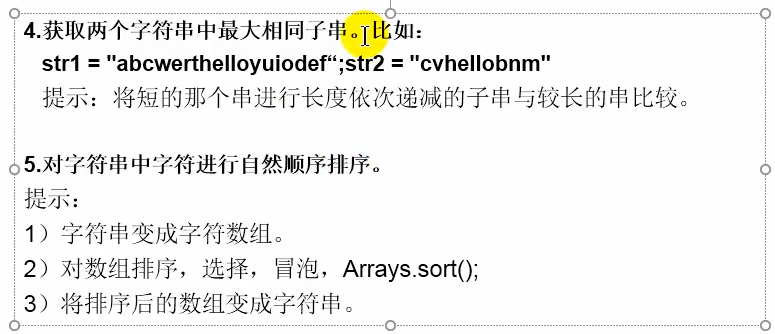 4.获取两个字符串中最大相同子串。比如：
str1 = "abcwerthelloyuiodef“;str2 = "cvhellobnm"
提示：将短的那个串进行长度依次递减的子串与较长的串比较。
5.对字符串中字符进行自然顺序排序。
提示：
1）字符串变成字符数组。
2）对数组排序，选择，冒泡，Arrays.sort();
3）将排序后的数组变成字符串。